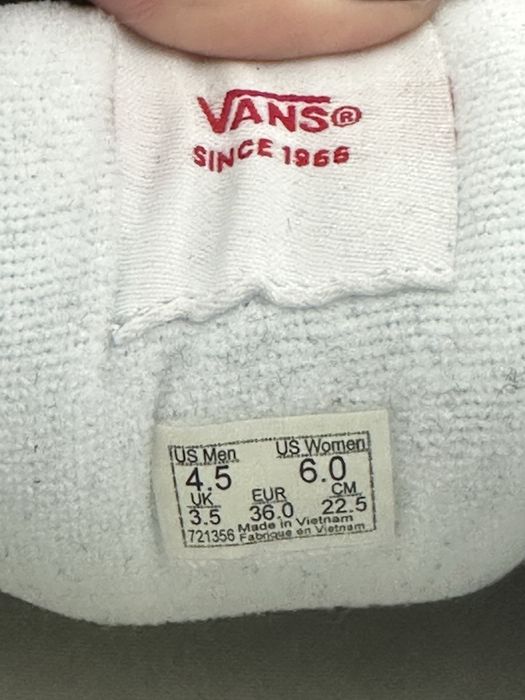 VANS®
SINCE 1966
US Men US Women
4.5 6.0
UK EUR CM
3.5 36.0 22.5
721356 Made in Vietnam
Fabrique en Vietnam